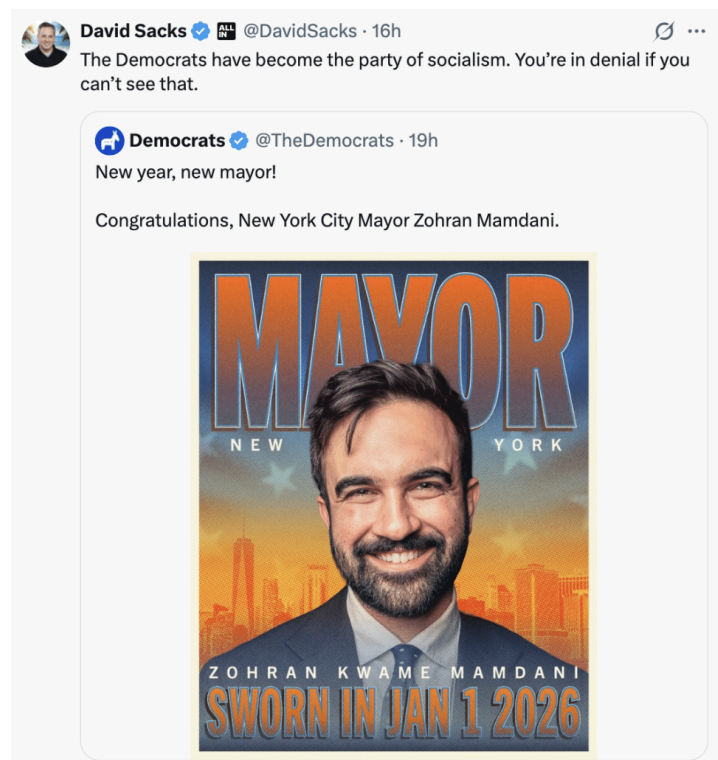 David Sacks ALL IN @DavidSacks · 16h
The Democrats have become the party of socialism. You’re in denial if you
can’t see that.
Democrats @TheDemocrats · 19h
New year, new mayor!
Congratulations, New York City Mayor Zohran Mamdani.
MAYOR
NEW YORK
ZOHRAN KWAME MAMDANI
SWORN IN JAN 1 2026